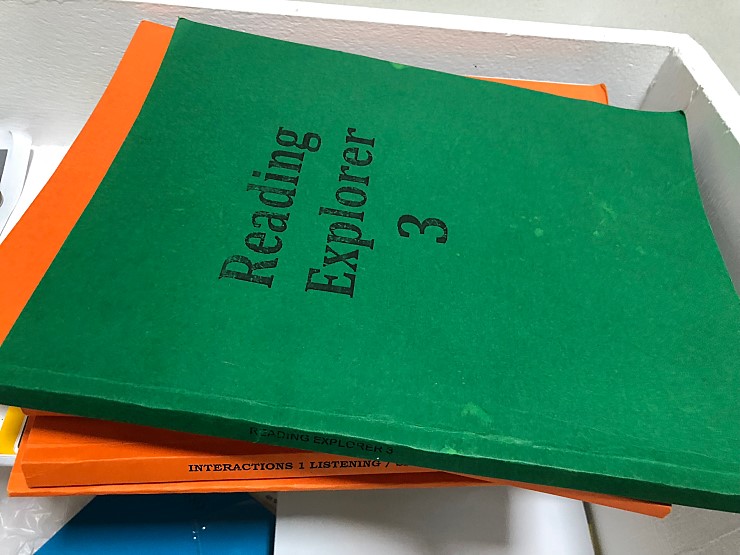 Reading
Explorer
3
READING EXPLORER 3
INTERACTIONS 1 LISTENING /